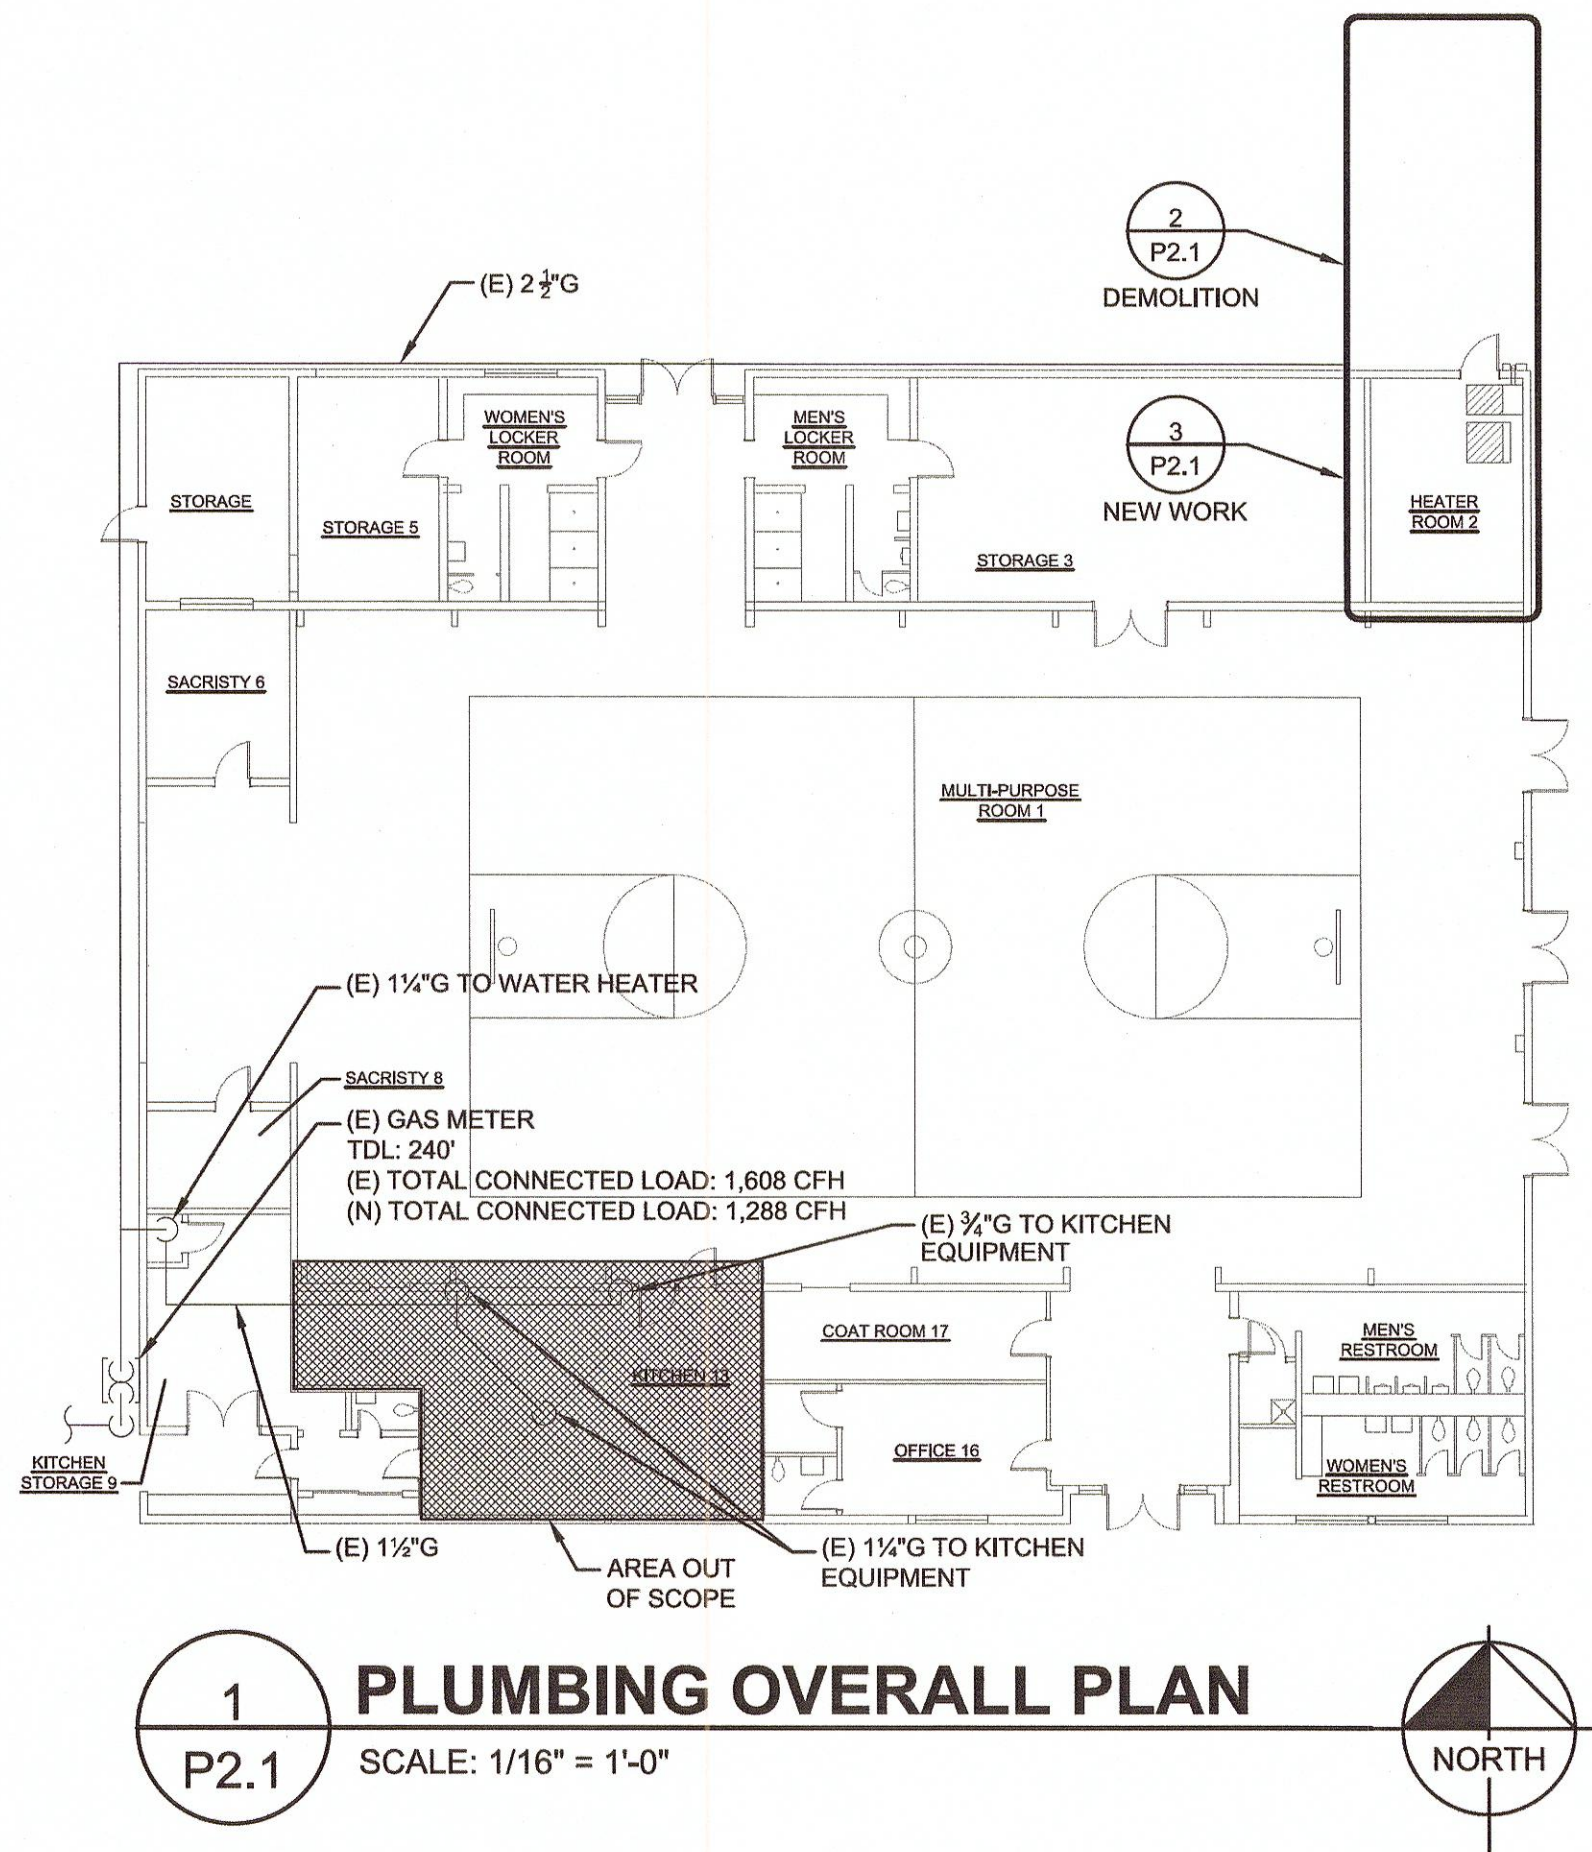 2
P2.1
DEMOLITION
(E) 2 ½"G
WOMEN'S
LOCKER
ROOM
MEN'S
LOCKER
ROOM
3
P2.1
NEW WORK
STORAGE
STORAGE 5
STORAGE 3
HEATER
ROOM 2
SACRISTY 6
MULTI-PURPOSE
ROOM 1
(E) 1¼"G TO WATER HEATER
SACRISTY 8
(E) GAS METER
TDL: 240'
(E) TOTAL CONNECTED LOAD: 1,608 CFH
(N) TOTAL CONNECTED LOAD: 1,288 CFH
(E) ¾"G TO KITCHEN
EQUIPMENT
COAT ROOM 17
MEN'S
RESTROOM
KITCHEN 13
OFFICE 16
KITCHEN
STORAGE 9
WOMEN'S
RESTROOM
(E) 1½"G
AREA OUT
OF SCOPE
(E) 1¼"G TO KITCHEN
EQUIPMENT
1
P2.1
PLUMBING OVERALL PLAN
SCALE: 1/16" = 1'-0"
NORTH